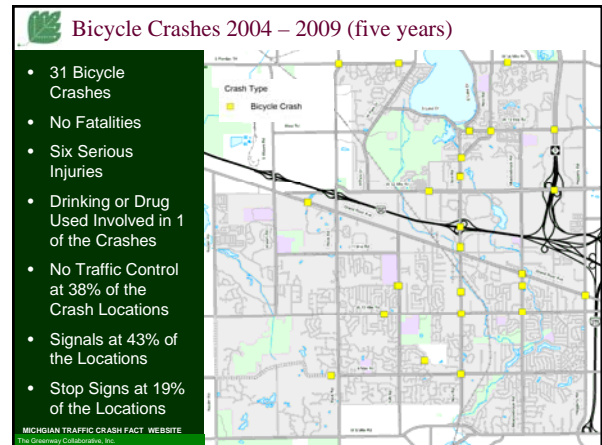 Bicycle Crashes 2004 – 2009 (five years)
• 31 Bicycle
Crashes
• No Fatalities
• Six Serious
Injuries
• Drinking or Drug
Used Involved in 1
of the Crashes
• No Traffic Control
at 38% of the
Crash Locations
• Signals at 43% of
the Locations
• Stop Signs at 19%
of the Locations
MICHGIAN TRAFFIC CRASH FACT WEBSITE
The Greenway Collaborative, Inc.
Crash Type
Bicycle Crash